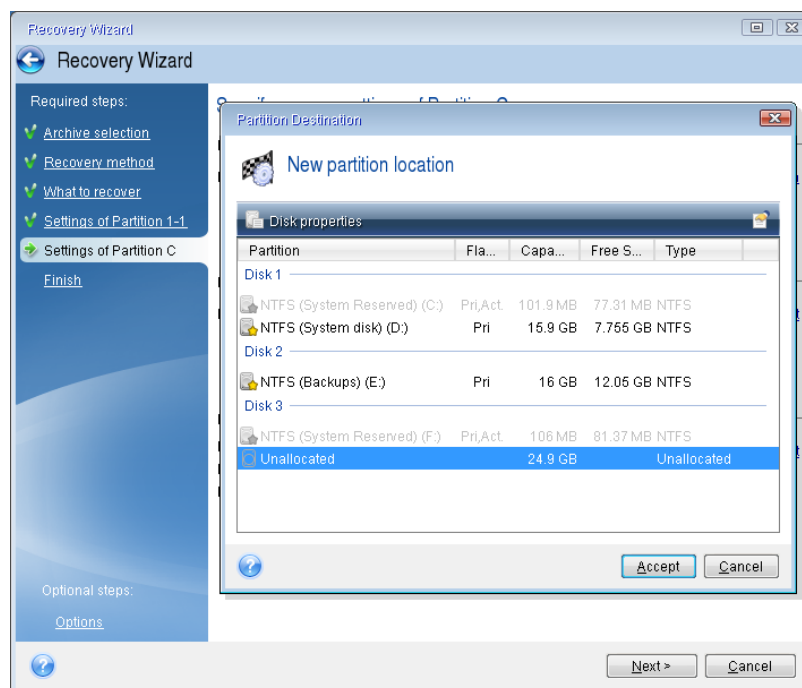 Recovery Wizard
Recovery Wizard
Required steps:
Archive selection
Recovery method
What to recover
Settings of Partition 1-1
Settings of Partition C
Finish
Optional steps:
Options
Partition Destination
New partition location
Disk properties
Partition Fla... Capa... Free S... Type
Disk 1
NTFS (System Reserved) (C:) Pri,Act. 101.9 MB 77.31 MB NTFS
NTFS (System disk) (D:) Pri 15.9 GB 7.755 GB NTFS
Disk 2
NTFS (Backups) (E:) Pri 16 GB 12.05 GB NTFS
Disk 3
NTFS (System Reserved) (F:) Pri,Act. 106 MB 81.37 MB NTFS
Unallocated 24.9 GB Unallocated
Accept Cancel
Next > Cancel